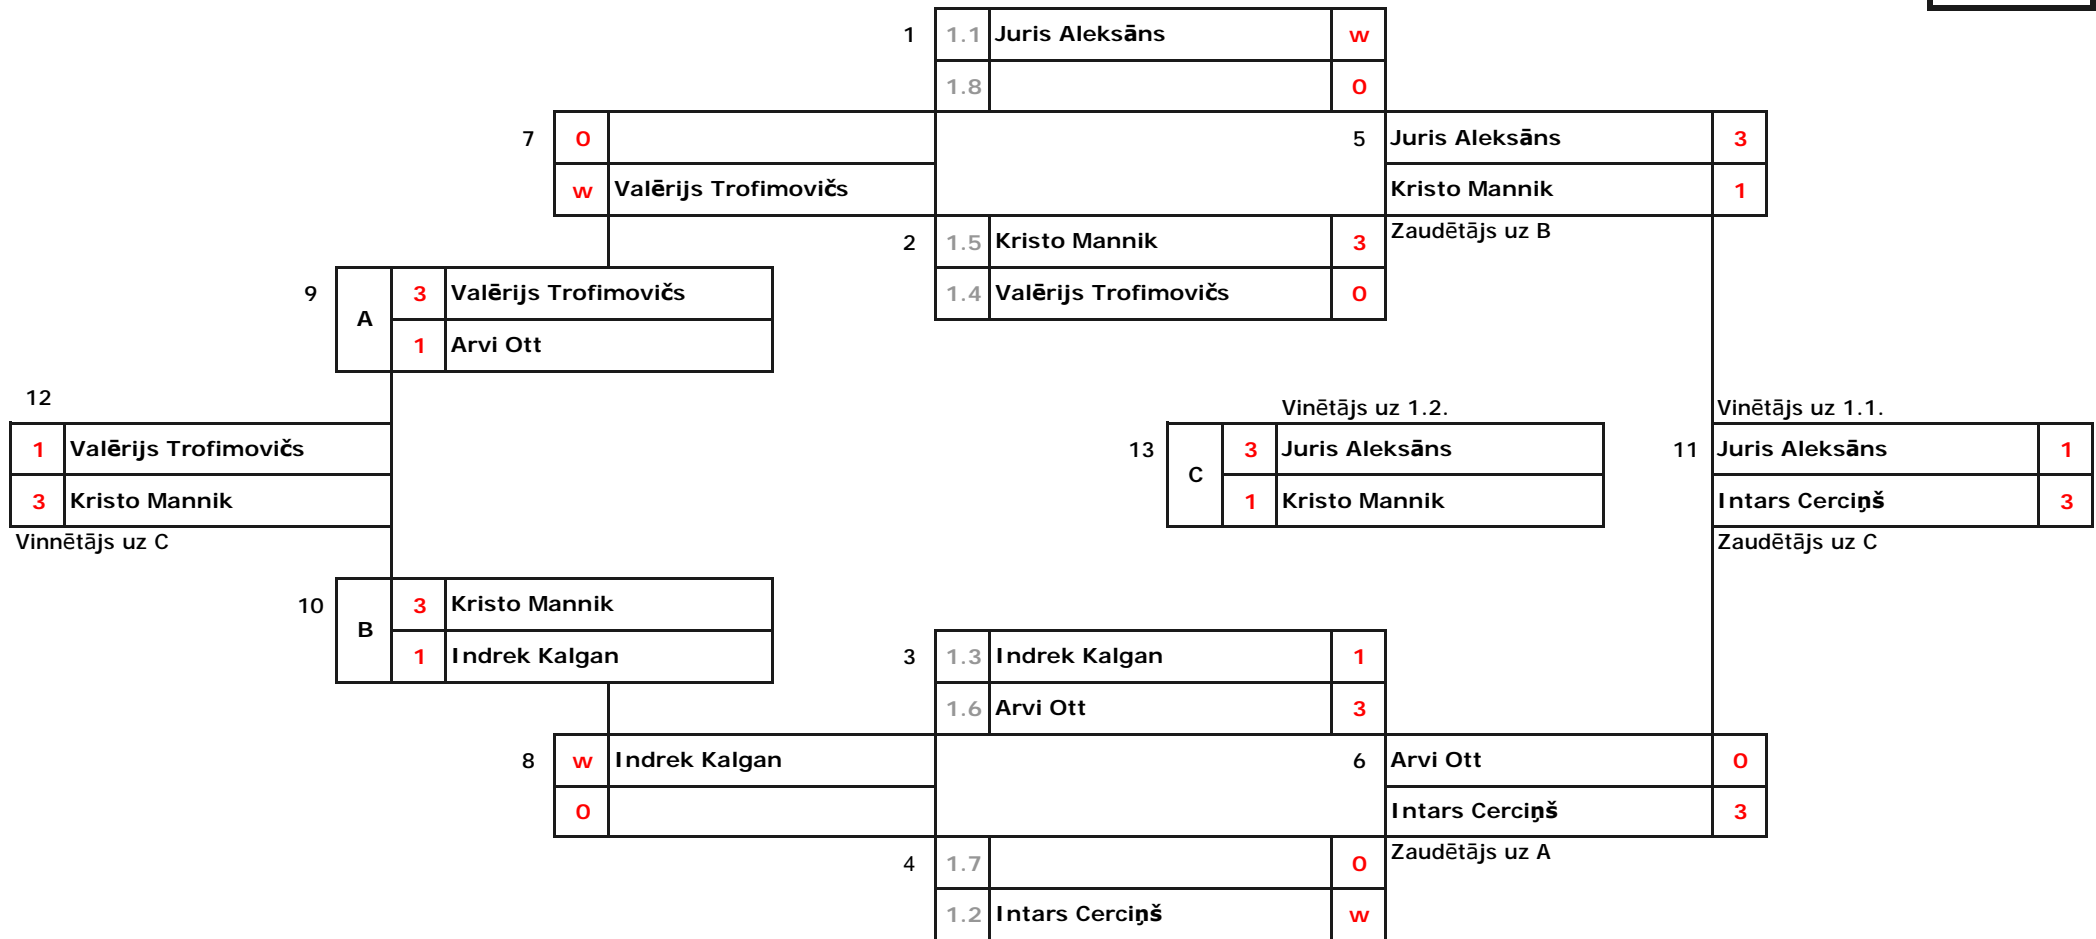 1 1.1 Juris Aleksāns w
1.8 0
7 0 5 Juris Aleksāns 3
w Valērijs Trofimovičs Kristo Mannik 1
2 1.5 Kristo Mannik 3 Zaudētājs uz B
9 A 3 Valērijs Trofimovičs 1.4 Valērijs Trofimovičs 0
1 Arvi Ott
12 Vinētājs uz 1.2. Vinētājs uz 1.1.
1 Valērijs Trofimovičs 13 C 3 Juris Aleksāns 11 Juris Aleksāns 1
3 Kristo Mannik 1 Kristo Mannik Intars Cerciņš 3
Vinnētājs uz C Zaudētājs uz C
10 B 3 Kristo Mannik
1 Indrek Kalgan 3 1.3 Indrek Kalgan 1
1.6 Arvi Ott 3
8 w Indrek Kalgan 6 Arvi Ott 0
0 Intars Cerciņš 3
4 1.7 0 Zaudētājs uz A
1.2 Intars Cerciņš w